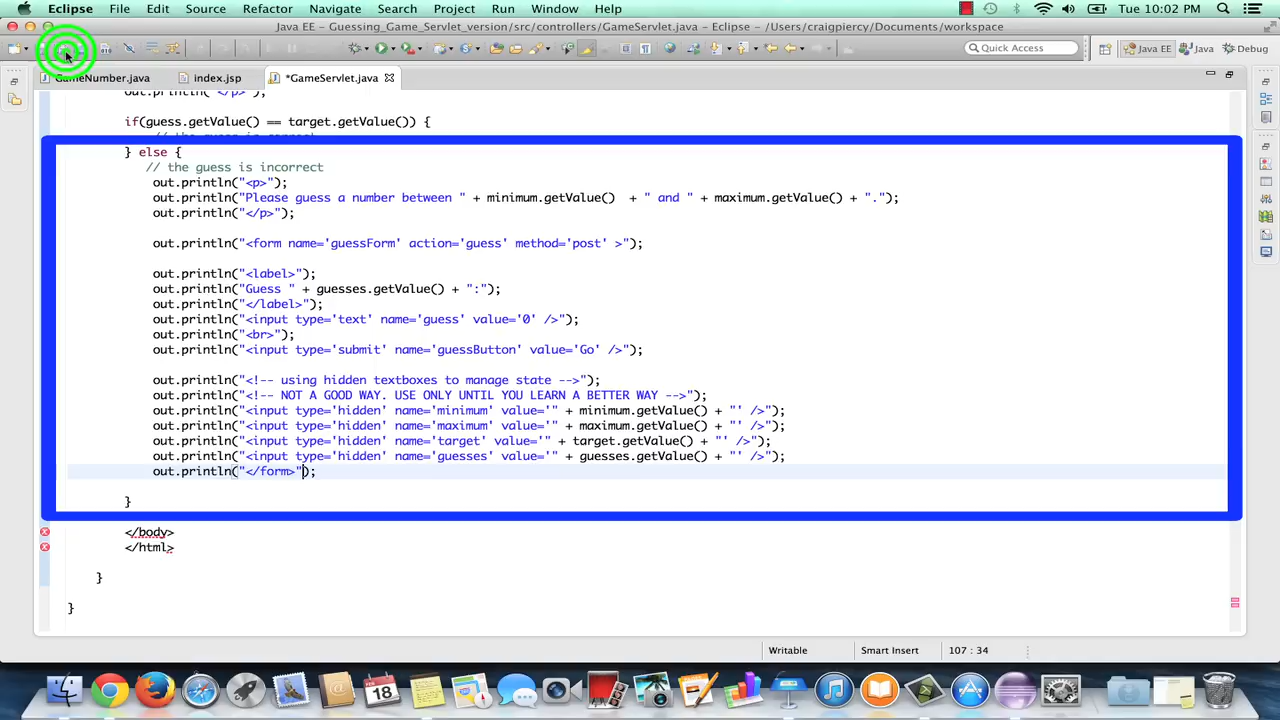 Eclipse File Edit Source Refactor Navigate Search Project Run Window Help Tue 10:02 PM
Java EE - Guessing_Game_Servlet_version/src/controllers/GameServlet.java - Eclipse - /Users/craigpiercy/Documents/workspace
Quick Access Java EE Java Debug
GameNumber.java index.jsp *GameServlet.java
out.println("</p>");
if(guess.getValue() == target.getValue()) {
// the guess is correct
} else {
// the guess is incorrect
out.println("<p>");
out.println("Please guess a number between " + minimum.getValue()  + " and " + maximum.getValue() + ".");
out.println("</p>");
out.println("<form name='guessForm' action='guess' method='post' >");
out.println("<label>");
out.println("Guess " + guesses.getValue() + ":");
out.println("</label>");
out.println("<input type='text' name='guess' value='0' />");
out.println("<br>");
out.println("<input type='submit' name='guessButton' value='Go' />");
out.println("<!-- using hidden textboxes to manage state -->");
out.println("<!-- NOT A GOOD WAY. USE ONLY UNTIL YOU LEARN A BETTER WAY -->");
out.println("<input type='hidden' name='minimum' value='" + minimum.getValue() + "' />");
out.println("<input type='hidden' name='maximum' value='" + maximum.getValue() + "' />");
out.println("<input type='hidden' name='target' value='" + target.getValue() + "' />");
out.println("<input type='hidden' name='guesses' value='" + guesses.getValue() + "' />");
out.println("</form>");
}
</body>
</html>
}
}
Writable Smart Insert 107 : 34
18